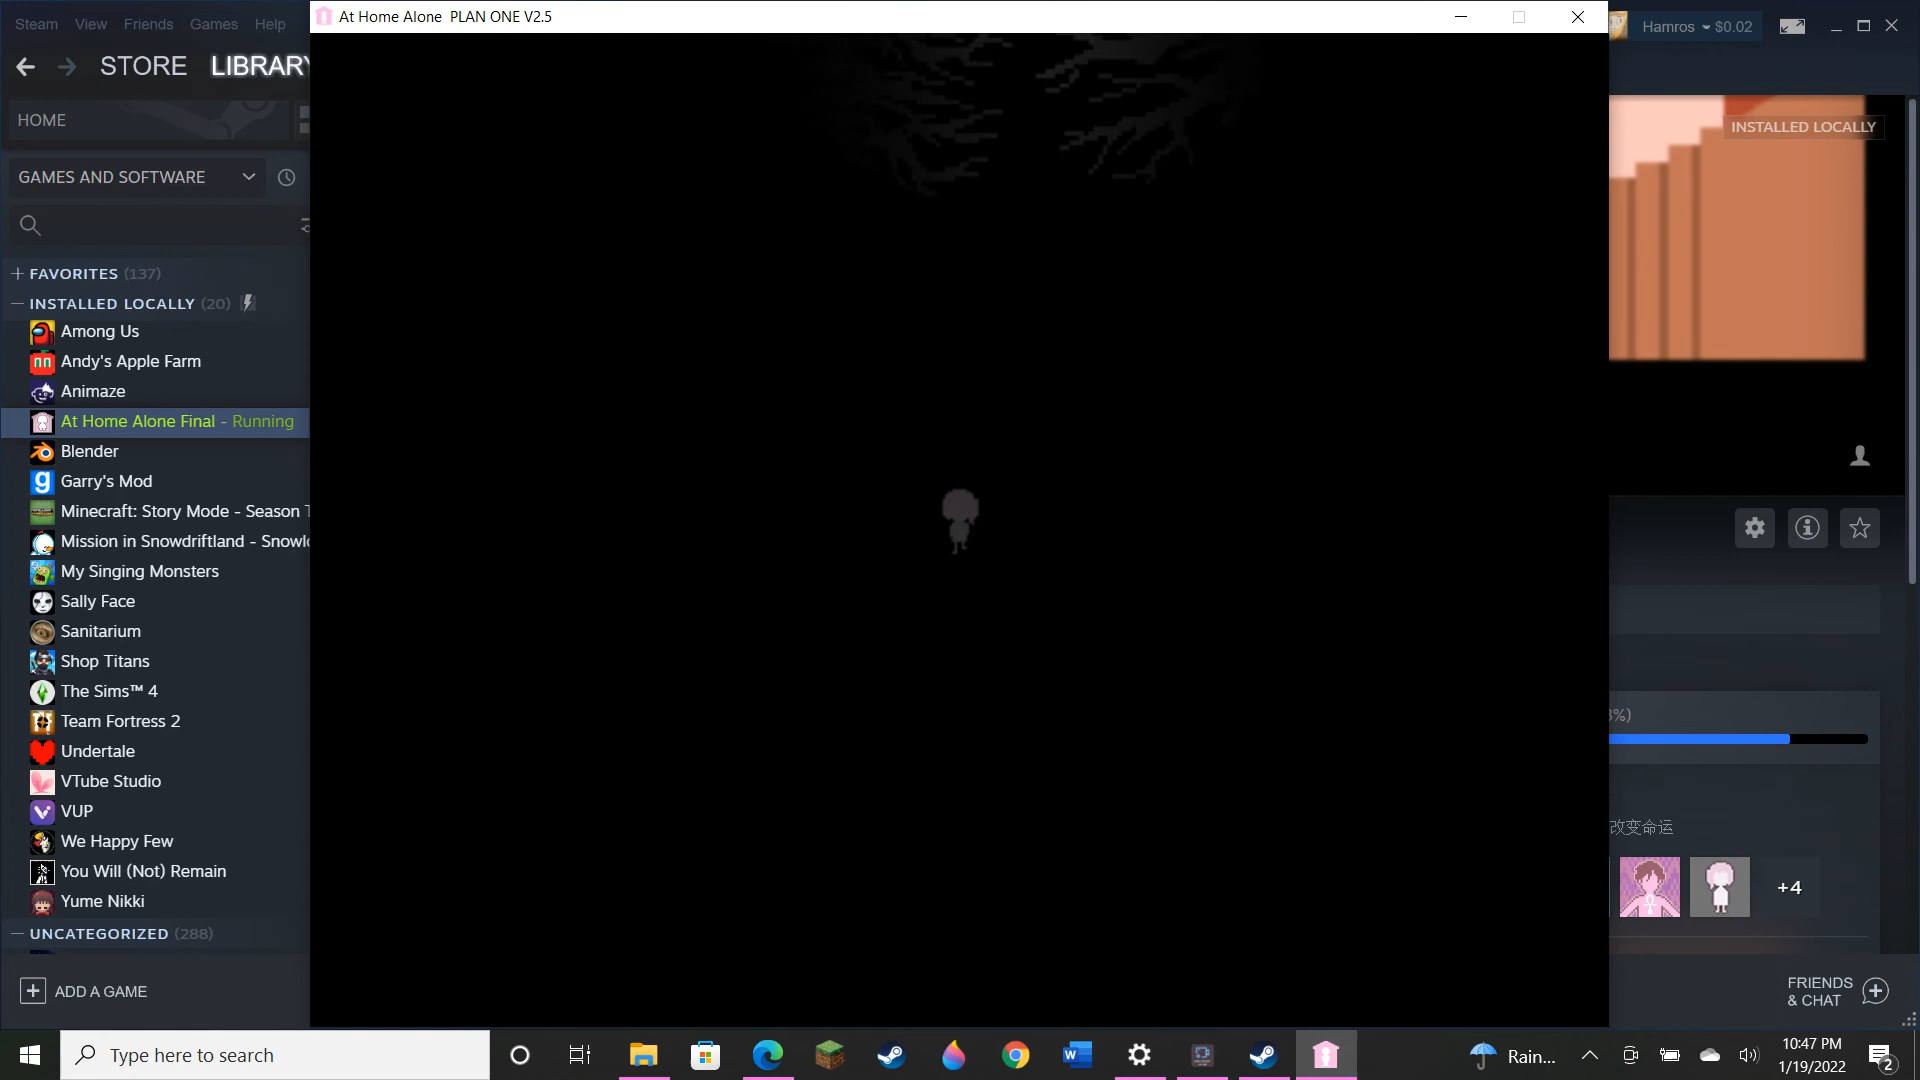 At Home Alone PLAN ONE V2.5
Steam View Friends Games Help
Hamros $0.02
STORE LIBRARY
HOME
INSTALLED LOCALLY
GAMES AND SOFTWARE
FAVORITES (137)
INSTALLED LOCALLY (20)
Among Us
Andy's Apple Farm
Animaze
At Home Alone Final - Running
Blender
Garry's Mod
Minecraft: Story Mode - Season
Mission in Snowdriftland -
My Singing Monsters
Sally Face
Sanitarium
Shop Titans
The Sims™ 4
Team Fortress 2
Undertale
VTube Studio
VUP
We Happy Few
You Will (Not) Remain
Yume Nikki
UNCATEGORIZED (288)
ADD A GAME
%)
改变命运
+4
FRIENDS
& CHAT
Type here to search
Rain...
10:47 PM
1/19/2022
2